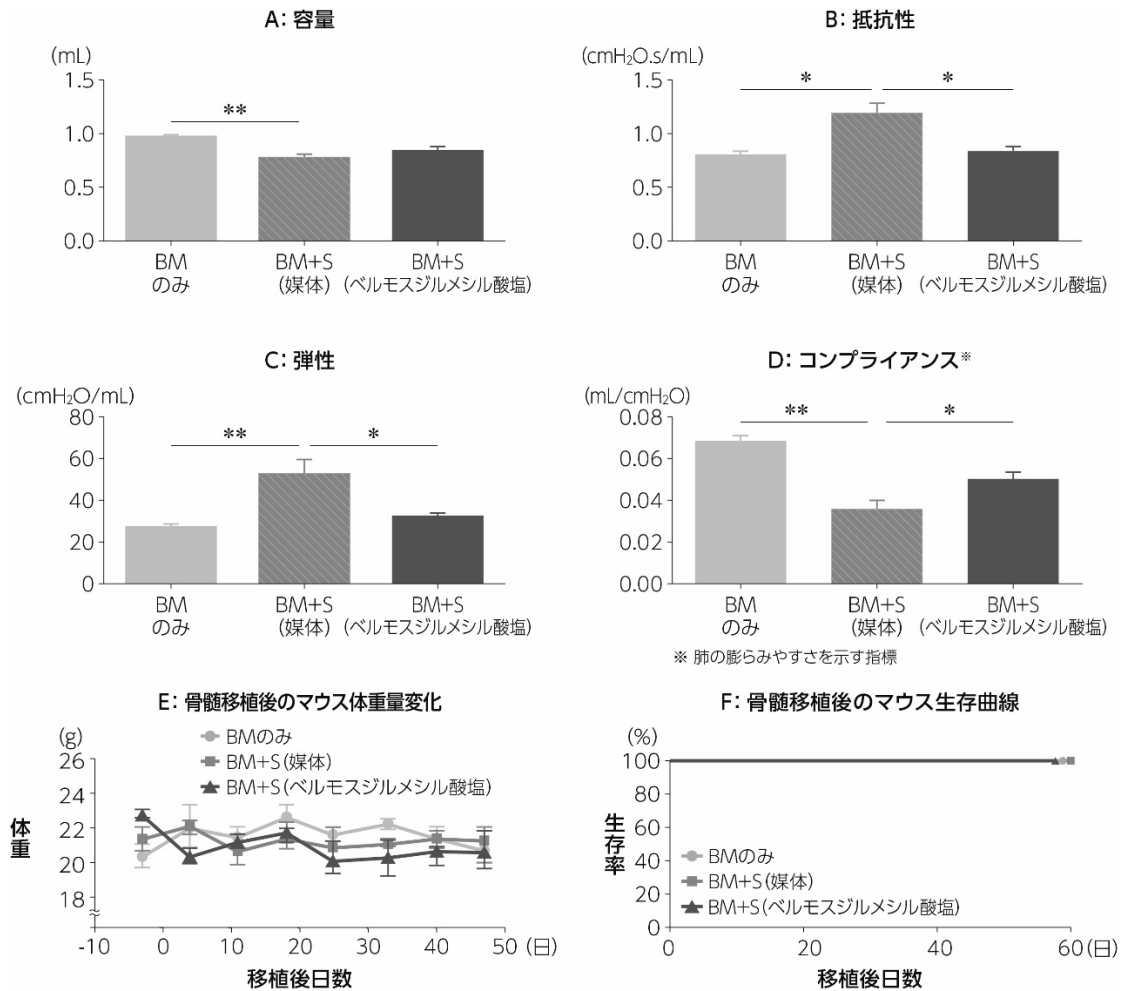 A: 容量
(mL)
1.5
1.0
0.5
0.0
**
BM
のみ
BM+S
(媒体)
BM+S
(ベルモスジルメシル酸塩)
B: 抵抗性
(cmH₂O.s/mL)
1.5
1.0
0.5
0.0
*
*
BM
のみ
BM+S
(媒体)
BM+S
(ベルモスジルメシル酸塩)
C: 弾性
(cmH₂O/mL)
80
60
40
20
0
**
*
BM
のみ
BM+S
(媒体)
BM+S
(ベルモスジルメシル酸塩)
D: コンプライアンス※
(mL/cmH₂O)
0.08
0.06
0.04
0.02
0.00
**
*
BM
のみ
BM+S
(媒体)
BM+S
(ベルモスジルメシル酸塩)
※ 肺の膨らみやすさを示す指標
E: 骨髄移植後のマウス体重量変化
(g)
BMのみ
BM+S(媒体)
BM+S(ベルモスジルメシル酸塩)
26
24
22
20
18
体重
-10 0 10 20 30 40 50 (日)
移植後日数
F: 骨髄移植後のマウス生存曲線
(%)
100
80
60
40
20
0
生存率
BMのみ
BM+S(媒体)
BM+S(ベルモスジルメシル酸塩)
0 20 40 60 (日)
移植後日数